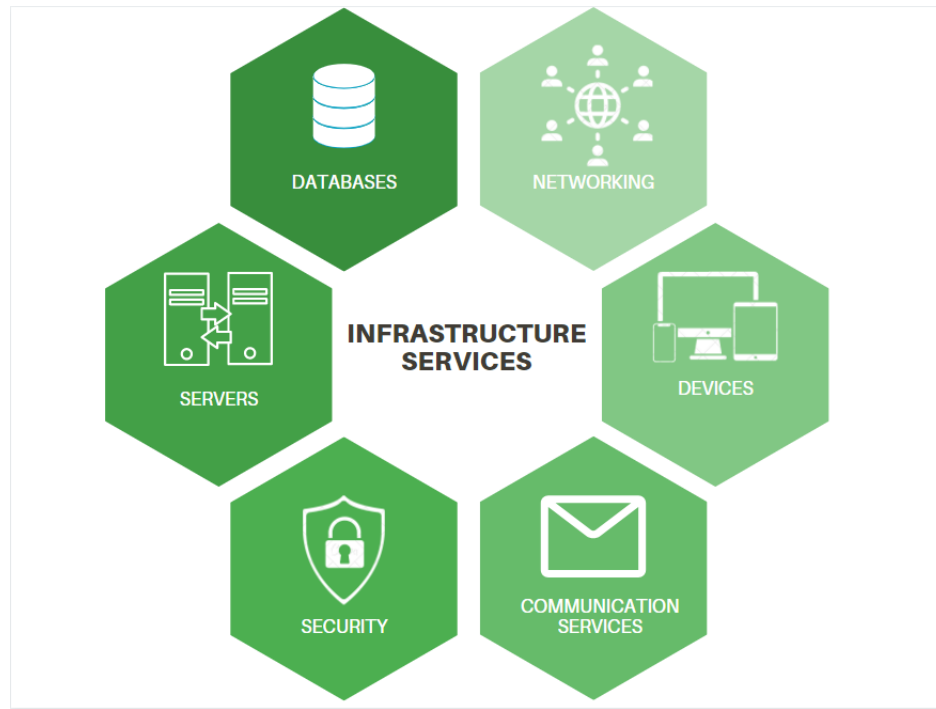 DATABASES
NETWORKING
INFRASTRUCTURE
SERVICES
SERVERS
DEVICES
SECURITY
COMMUNICATION
SERVICES